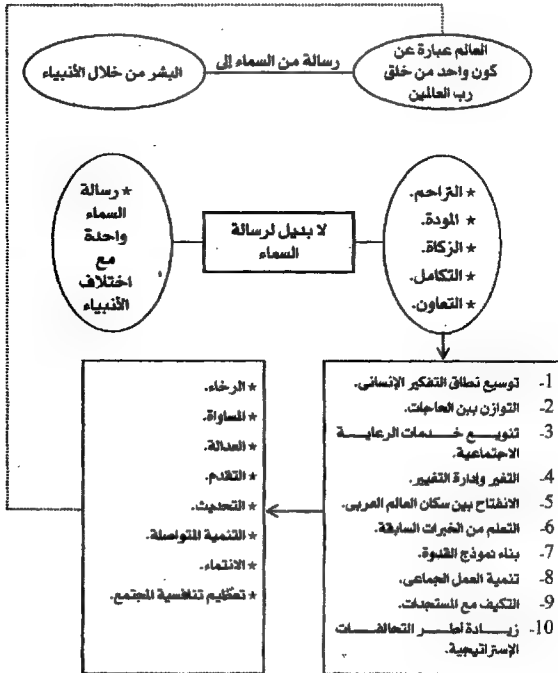 العالم عبارة عن
كون واحد من خلق
رب العالمين
رسالة من السماء إلى
البشر من خلال الأنبياء
* التراحم.
* المودة.
* الزكاة.
* التكامل.
* التعاون.
لا بديل لرسالة
السماء
* رسالة
السماء
واحدة
مع
اختلاف
الأنبياء
1- توسيع نطاق التفكير الإنسانى.
2- التوازن بين الحاجات.
3- تنويع خدمات الرعاية
الاجتماعية.
4- التغير وإدارة التغيير.
5- الانفتاح بين سكان العالم العربى.
6- التعلم من الخبرات السابقة.
7- بناء نموذج القدوة.
8- تنمية العمل الجماعى.
9- التكيف مع المستجدات.
10- زيادة أطر التحالفات
الإستراتيجية.
* الرخاء.
* المساواة.
* العدالة.
* التقدم.
* التحديث.
* التنمية المتواصلة.
* الانتماء.
* تعظيم تنافسية المجتمع.